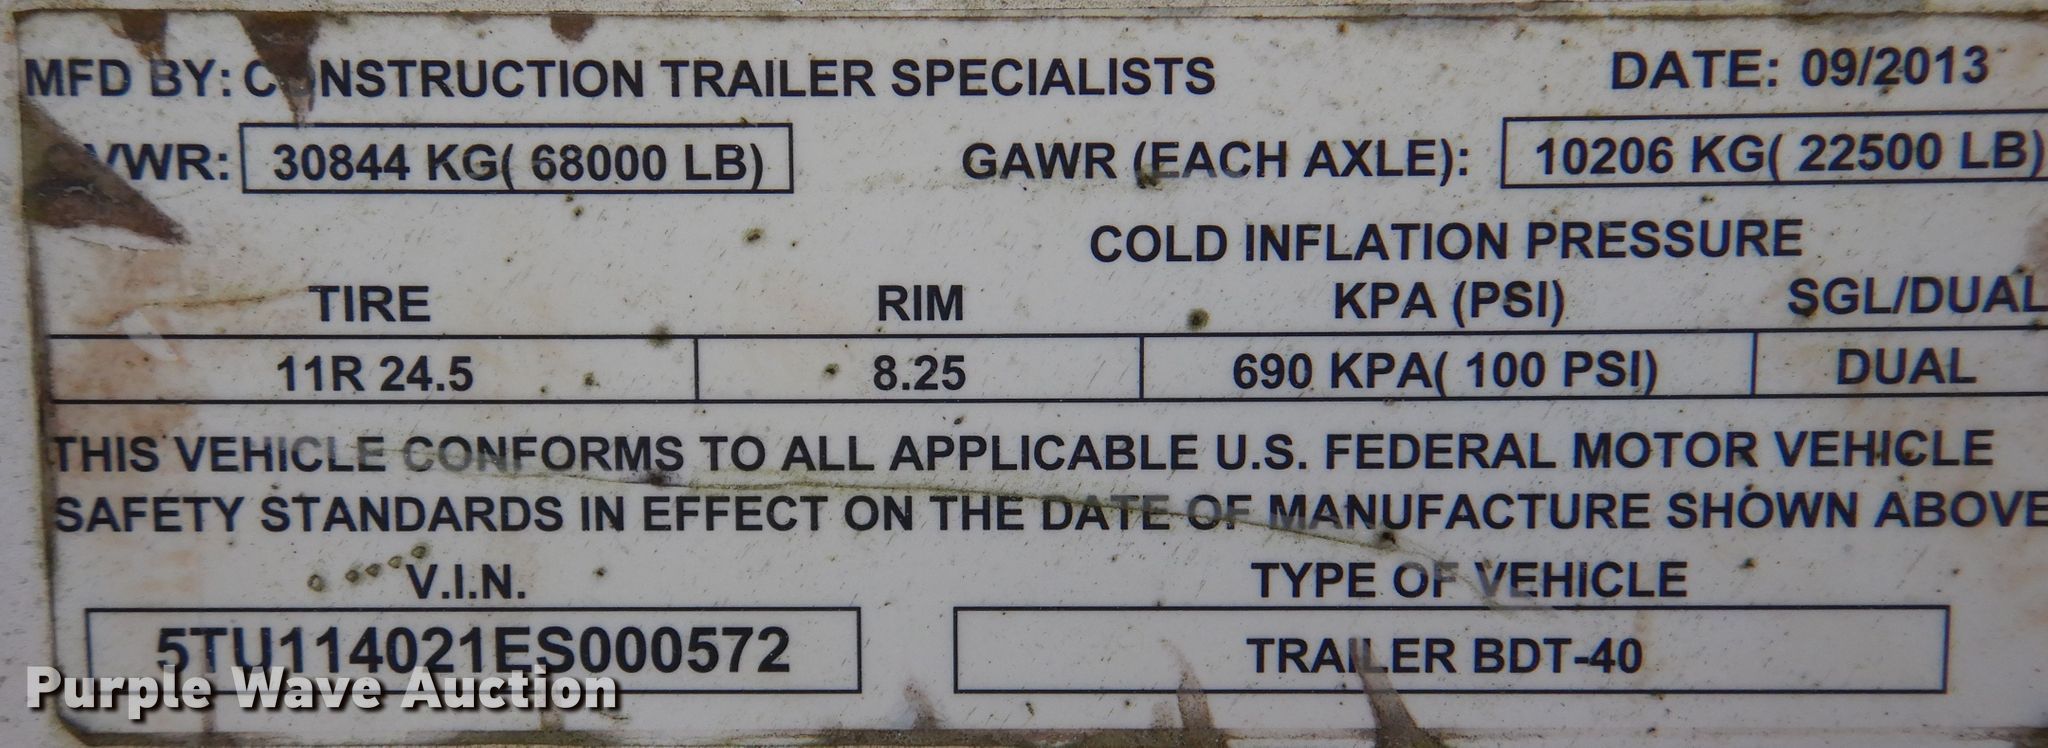 MFD BY: CONSTRUCTION TRAILER SPECIALISTS DATE: 09/2013
GVWR: 30844 KG( 68000 LB) GAWR (EACH AXLE): 10206 KG( 22500 LB)
COLD INFLATION PRESSURE
TIRE RIM KPA (PSI) SGL/DUAL
11R 24.5 8.25 690 KPA( 100 PSI) DUAL
THIS VEHICLE CONFORMS TO ALL APPLICABLE U.S. FEDERAL MOTOR VEHICLE
SAFETY STANDARDS IN EFFECT ON THE DATE OF MANUFACTURE SHOWN ABOVE
V.I.N. TYPE OF VEHICLE
5TU114021ES000572 TRAILER BDT-40
Purple Wave Auction